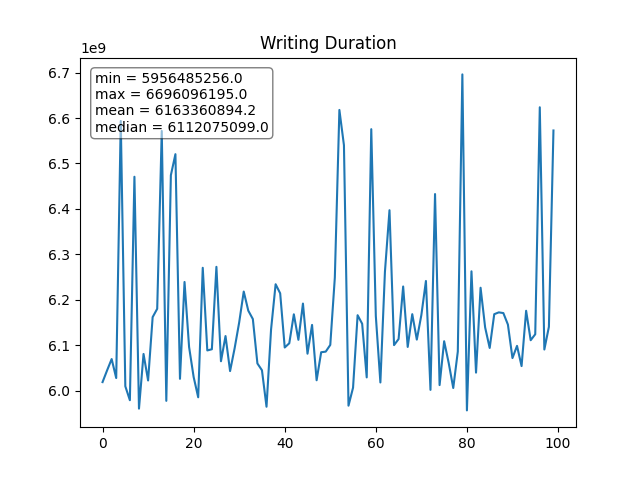 Writing Duration
1e9
min = 5956485256.0
max = 6696096195.0
mean = 6163360894.2
median = 6112075099.0
6.7
6.6
6.5
6.4
6.3
6.2
6.1
6.0
0 20 40 60 80 100